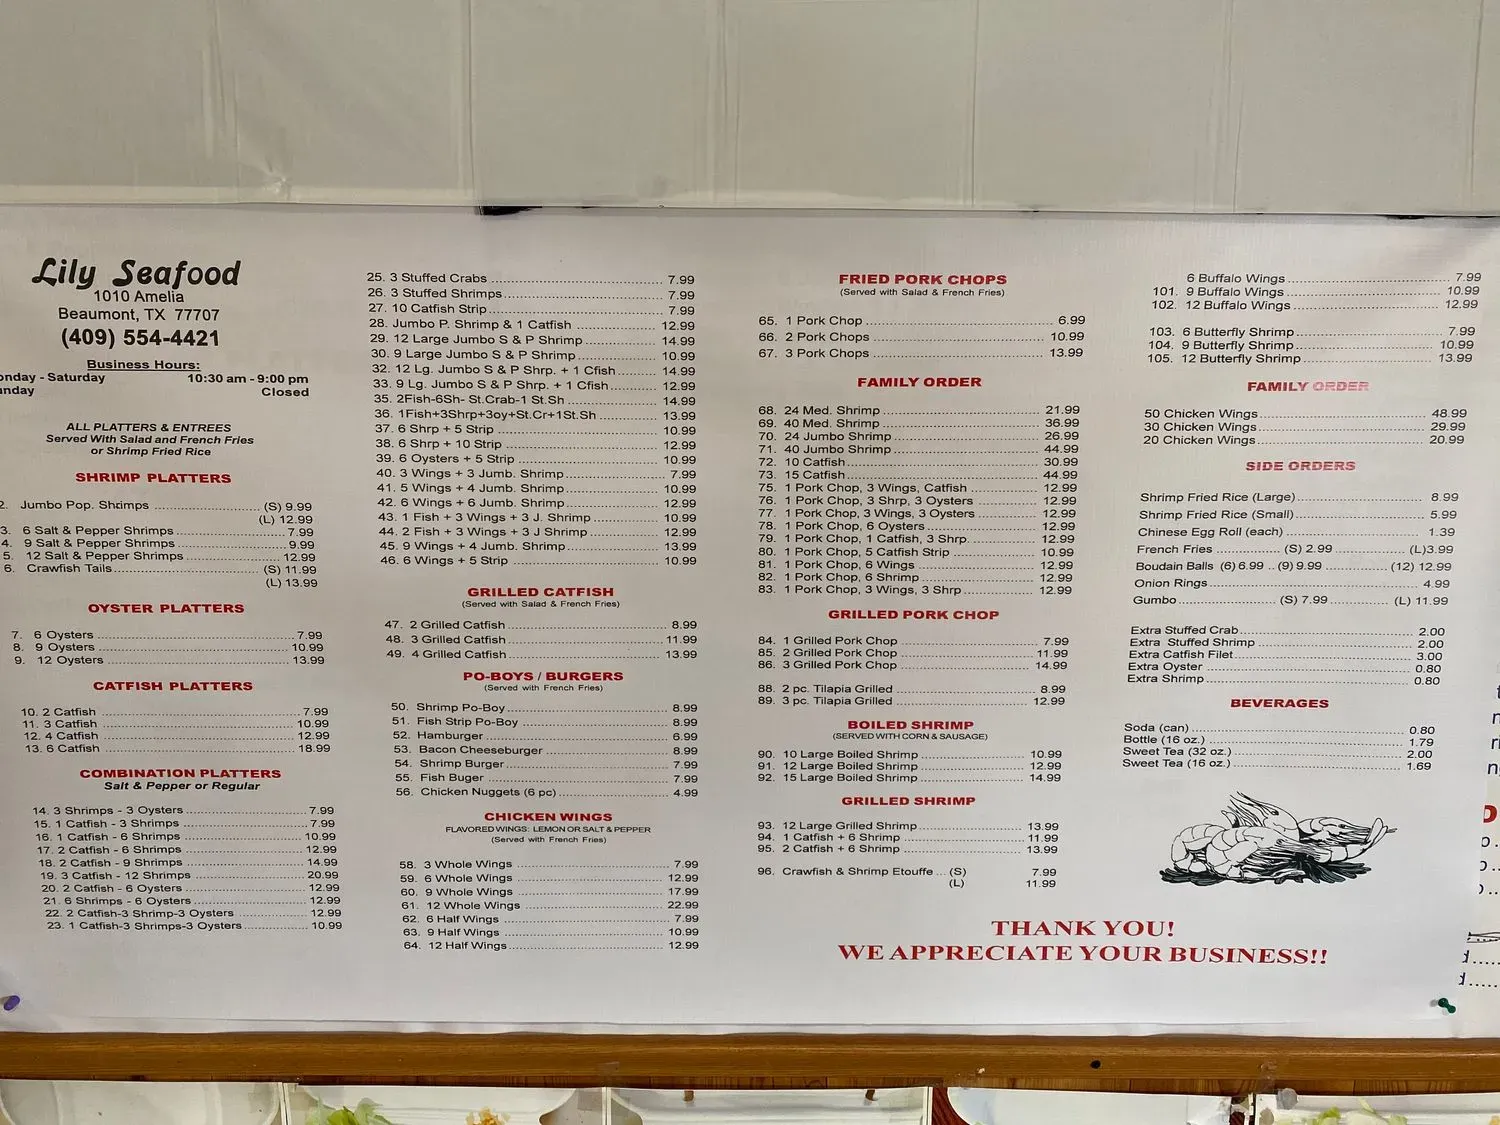 Lily Seafood
1010 Amelia
Beaumont, TX 77707
(409) 554-4421
Business Hours:
onday - Saturday 10:30 am - 9:00 pm
nday Closed
ALL PLATTERS & ENTREES
Served With Salad and French Fries
or Shrimp Fried Rice
SHRIMP PLATTERS
2. Jumbo Pop. Shrimps (S) 9.99
(L) 12.99
3. 6 Salt & Pepper Shrimps 7.99
4. 9 Salt & Pepper Shrimps 9.99
5. 12 Salt & Pepper Shrimps 12.99
6. Crawfish Tails (S) 11.99
(L) 13.99
OYSTER PLATTERS
7. 6 Oysters 7.99
8. 9 Oysters 10.99
9. 12 Oysters 13.99
CATFISH PLATTERS
10. 2 Catfish 7.99
11. 3 Catfish 10.99
12. 4 Catfish 12.99
13. 6 Catfish 18.99
COMBINATION PLATTERS
Salt & Pepper or Regular
14. 3 Shrimps - 3 Oysters 7.99
15. 1 Catfish - 3 Shrimps 7.99
16. 1 Catfish - 6 Shrimps 10.99
17. 2 Catfish - 6 Shrimps 12.99
18. 2 Catfish - 9 Shrimps 14.99
19. 3 Catfish - 12 Shrimps 20.99
20. 2 Catfish - 6 Oysters 12.99
21. 6 Shrimps - 6 Oysters 12.99
22. 2 Catfish-3 Shrimp-3 Oysters 12.99
23. 1 Catfish-3 Shrimps-3 Oysters 10.99
25. 3 Stuffed Crabs 7.99
26. 3 Stuffed Shrimps 7.99
27. 10 Catfish Strip 7.99
28. Jumbo P. Shrimp & 1 Catfish 12.99
29. 12 Large Jumbo S & P Shrimp 14.99
30. 9 Large Jumbo S & P Shrimp 10.99
32. 12 Lg. Jumbo S & P Shrp. + 1 Cfish 14.99
33. 9 Lg. Jumbo S & P Shrp. + 1 Cfish 12.99
35. 2Fish-6Sh- St.Crab-1 St.Sh 14.99
36. 1Fish+3Shrp+3oy+St.Cr+1St.Sh 13.99
37. 6 Shrp + 5 Strip 10.99
38. 6 Shrp + 10 Strip 12.99
39. 6 Oysters + 5 Strip 10.99
40. 3 Wings + 3 Jumb. Shrimp 7.99
41. 5 Wings + 4 Jumb. Shrimp 10.99
42. 6 Wings + 6 Jumb. Shrimp 12.99
43. 1 Fish + 3 Wings + 3 J. Shrimp 10.99
44. 2 Fish + 3 Wings + 3 J Shrimp 12.99
45. 9 Wings + 4 Jumb. Shrimp 13.99
46. 6 Wings + 5 Strip 10.99
GRILLED CATFISH
(Served with Salad & French Fries)
47. 2 Grilled Catfish 8.99
48. 3 Grilled Catfish 11.99
49. 4 Grilled Catfish 13.99
PO-BOYS / BURGERS
(Served with French Fries)
50. Shrimp Po-Boy 8.99
51. Fish Strip Po-Boy 8.99
52. Hamburger 6.99
53. Bacon Cheeseburger 8.99
54. Shrimp Burger 7.99
55. Fish Buger 7.99
56. Chicken Nuggets (6 pc) 4.99
CHICKEN WINGS
FLAVORED WINGS: LEMON OR SALT & PEPPER
(Served with French Fries)
58. 3 Whole Wings 7.99
59. 6 Whole Wings 12.99
60. 9 Whole Wings 17.99
61. 12 Whole Wings 22.99
62. 6 Half Wings 7.99
63. 9 Half Wings 10.99
64. 12 Half Wings 12.99
FRIED PORK CHOPS
(Served with Salad & French Fries)
65. 1 Pork Chop 6.99
66. 2 Pork Chops 10.99
67. 3 Pork Chops 13.99
FAMILY ORDER
68. 24 Med. Shrimp 21.99
69. 40 Med. Shrimp 36.99
70. 24 Jumbo Shrimp 26.99
71. 40 Jumbo Shrimp 44.99
72. 10 Catfish 30.99
73. 15 Catfish 44.99
75. 1 Pork Chop, 3 Wings, Catfish 12.99
76. 1 Pork Chop, 3 Shrp, 3 Oysters 12.99
77. 1 Pork Chop, 3 Wings, 3 Oysters 12.99
78. 1 Pork Chop, 6 Oysters 12.99
79. 1 Pork Chop, 1 Catfish, 3 Shrp. 12.99
80. 1 Pork Chop, 5 Catfish Strip 10.99
81. 1 Pork Chop, 6 Wings 12.99
82. 1 Pork Chop, 6 Shrimp 12.99
83. 1 Pork Chop, 3 Wings, 3 Shrp 12.99
GRILLED PORK CHOP
84. 1 Grilled Pork Chop 7.99
85. 2 Grilled Pork Chop 11.99
86. 3 Grilled Pork Chop 14.99
88. 2 pc. Tilapia Grilled 8.99
89. 3 pc. Tilapia Grilled 12.99
BOILED SHRIMP
(SERVED WITH CORN & SAUSAGE)
90. 10 Large Boiled Shrimp 10.99
91. 12 Large Boiled Shrimp 12.99
92. 15 Large Boiled Shrimp 14.99
GRILLED SHRIMP
93. 12 Large Grilled Shrimp 13.99
94. 1 Catfish + 6 Shrimp 11.99
95. 2 Catfish + 6 Shrimp 13.99
96. Crawfish & Shrimp Etouffe (S) 7.99
(L) 11.99
6 Buffalo Wings 7.99
101. 9 Buffalo Wings 10.99
102. 12 Buffalo Wings 12.99
103. 6 Butterfly Shrimp 7.99
104. 9 Butterfly Shrimp 10.99
105. 12 Butterfly Shrimp 13.99
FAMILY ORDER
50 Chicken Wings 48.99
30 Chicken Wings 29.99
20 Chicken Wings 20.99
SIDE ORDERS
Shrimp Fried Rice (Large) 8.99
Shrimp Fried Rice (Small) 5.99
Chinese Egg Roll (each) 1.39
French Fries (S) 2.99 (L)3.99
Boudain Balls (6) 6.99 (9) 9.99 (12) 12.99
Onion Rings 4.99
Gumbo (S) 7.99 (L) 11.99
Extra Stuffed Crab 2.00
Extra Stuffed Shrimp 2.00
Extra Catfish Filet 3.00
Extra Oyster 0.80
Extra Shrimp 0.80
BEVERAGES
Soda (can) 0.80
Bottle (16 oz.) 1.79
Sweet Tea (32 oz.) 2.00
Sweet Tea (16 oz.) 1.69
THANK YOU!
WE APPRECIATE YOUR BUSINESS!!